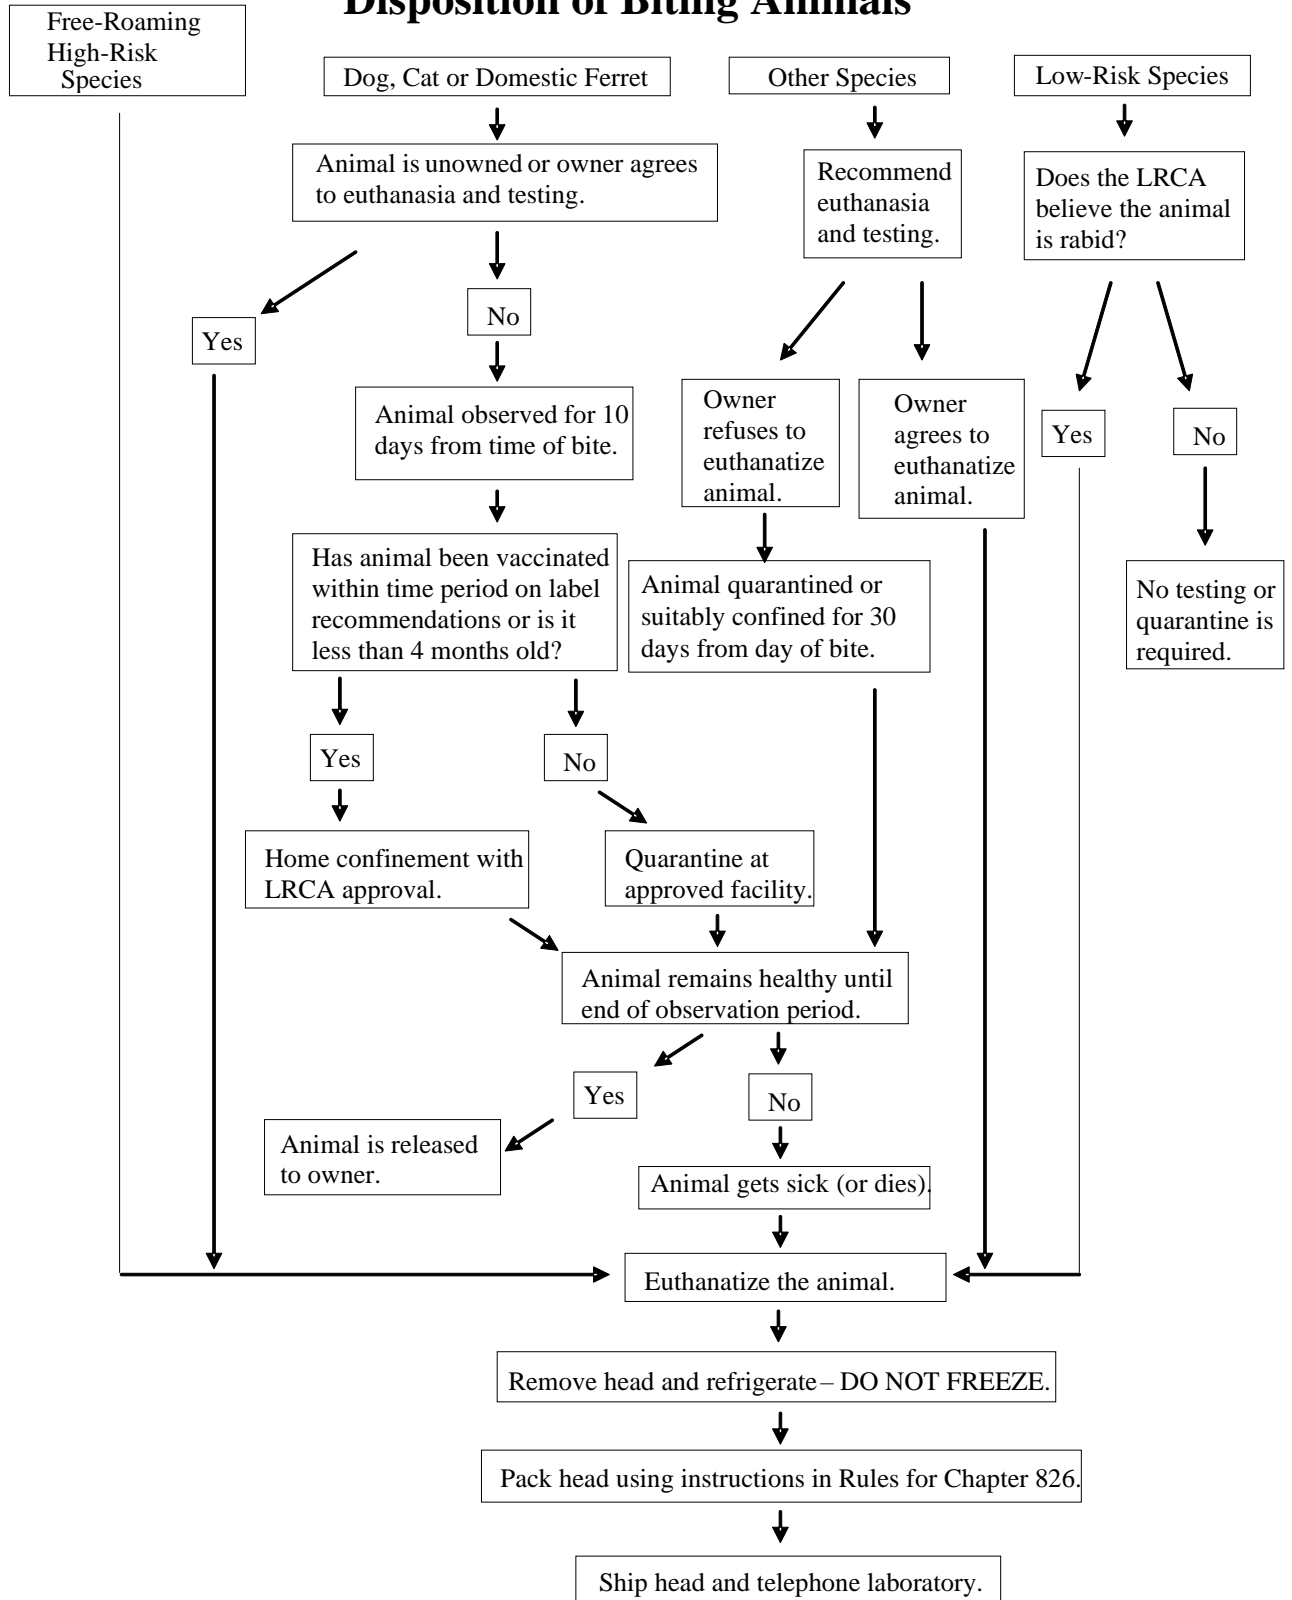 Disposition of Biting Animals
Free-Roaming
High-Risk
Species
Dog, Cat or Domestic Ferret
Other Species
Low-Risk Species
Animal is unowned or owner agrees
to euthanasia and testing.
Recommend
euthanasia
and testing.
Does the LRCA
believe the animal
is rabid?
Yes
No
Animal observed for 10
days from time of bite.
Owner
refuses to
euthanatize
animal.
Owner
agrees to
euthanatize
animal.
Yes
No
Has animal been vaccinated
within time period on label
recommendations or is it
less than 4 months old?
Animal quarantined or
suitably confined for 30
days from day of bite.
No testing or
quarantine is
required.
Yes
No
Home confinement with
LRCA approval.
Quarantine at
approved facility.
Animal remains healthy until
end of observation period.
Yes
No
Animal is released
to owner.
Animal gets sick (or dies).
Euthanatize the animal.
Remove head and refrigerate – DO NOT FREEZE.
Pack head using instructions in Rules for Chapter 826.
Ship head and telephone laboratory.